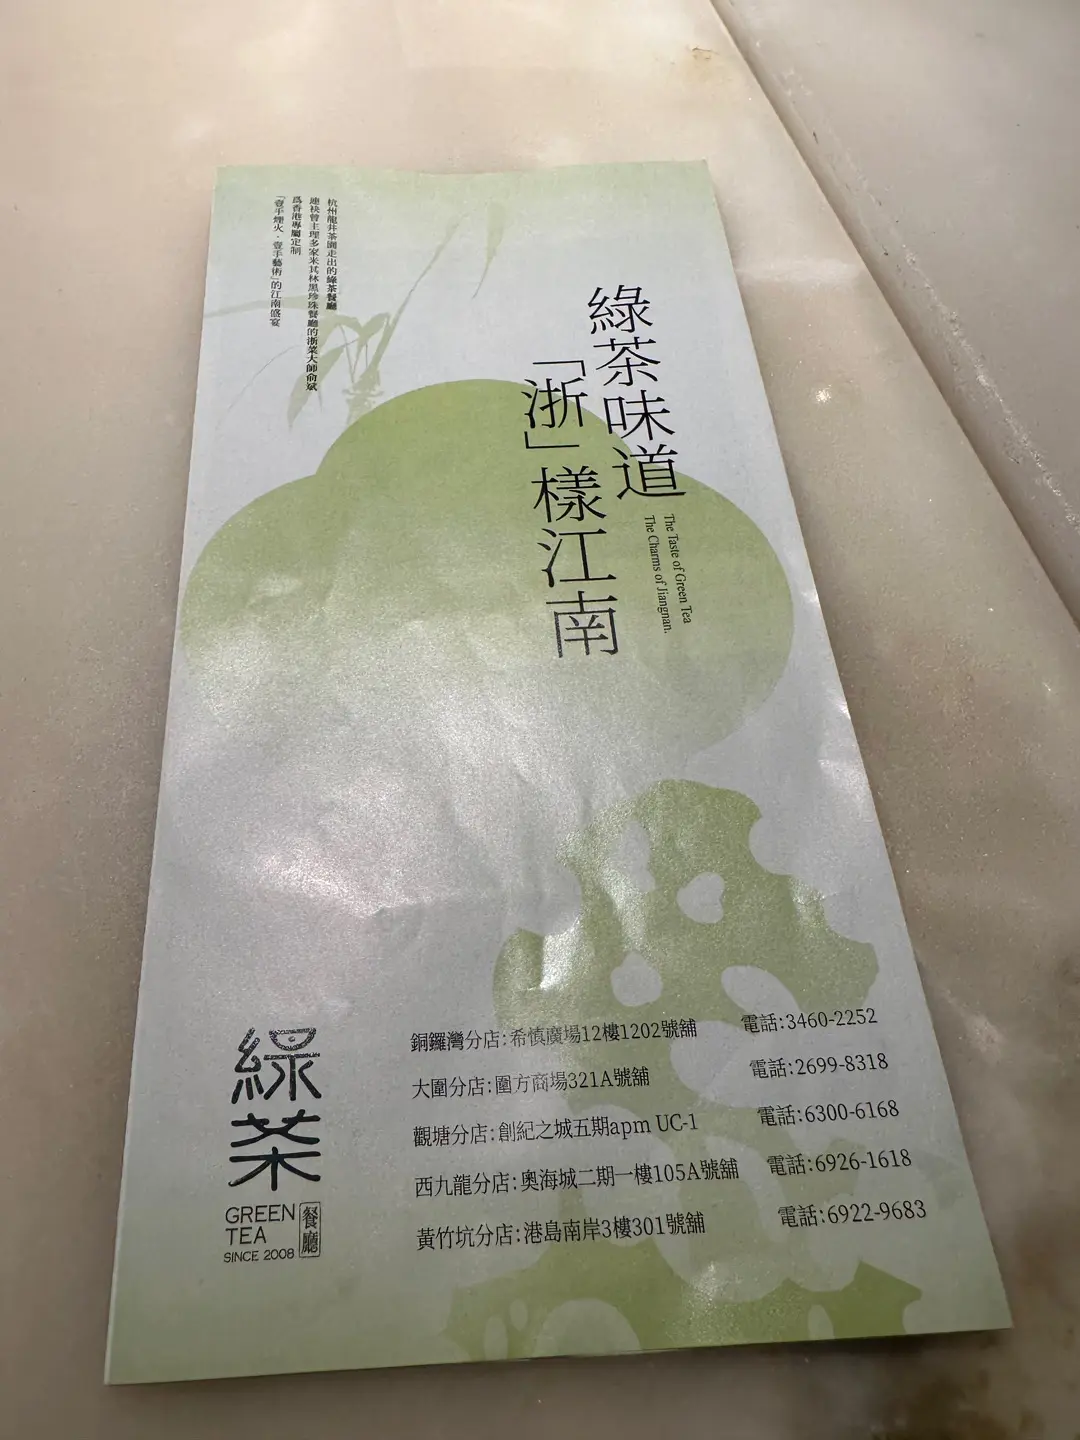 杭州龍井茶園走出的綠茶餐廳
連袂曾主理多家米其林黑珍珠餐廳的浙菜大師俞斌
爲香港專屬定制
「壹手煙火·壹手藝術」的江南盛宴
綠茶味道
「浙」樣江南
The Taste of Green Tea
The Charms of Jiangnan.
綠茶
GREEN
TEA
SINCE 2008
餐廳
銅鑼灣分店:希慎廣場12樓1202號舖 電話:3460-2252
大圍分店:圍方商場321A號舖 電話:2699-8318
觀塘分店:創紀之城五期apm UC-1 電話:6300-6168
西九龍分店:奧海城二期一樓105A號舖 電話:6926-1618
黃竹坑分店:港島南岸3樓301號舖 電話:6922-9683